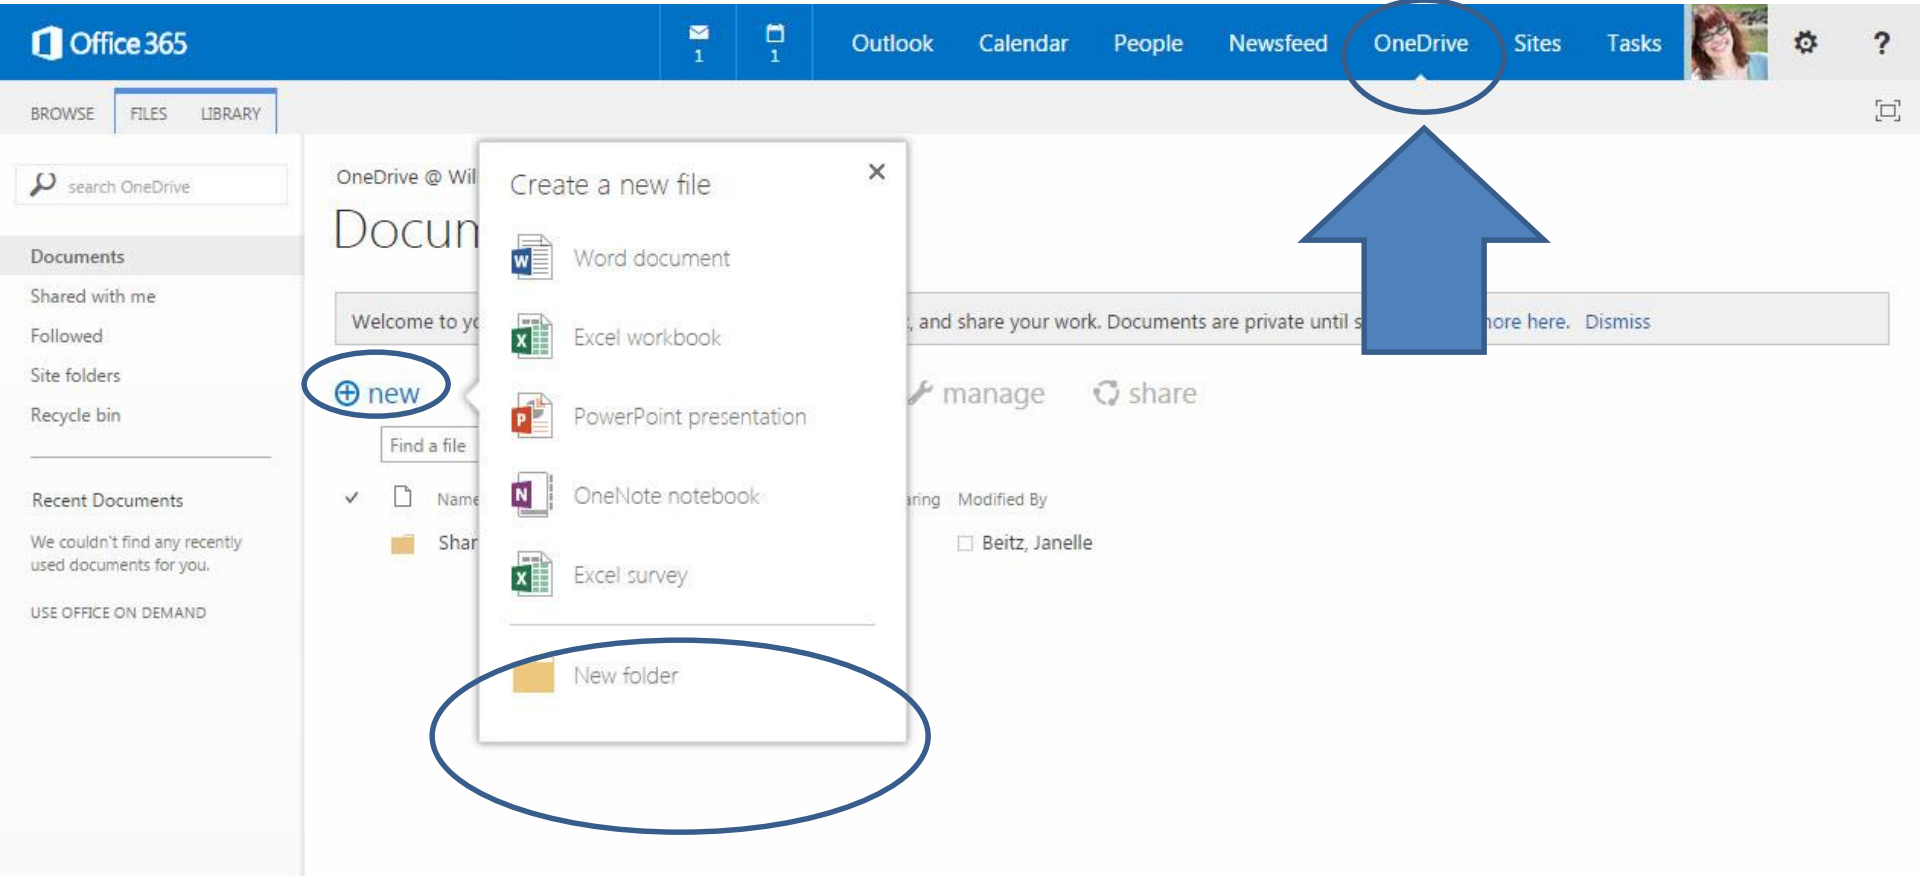 Office 365
1
1
Outlook Calendar People Newsfeed OneDrive Sites Tasks
?
BROWSE FILES LIBRARY
search OneDrive
Documents
Shared with me
Followed
Site folders
Recycle bin
Recent Documents
We couldn't find any recently
used documents for you.
USE OFFICE ON DEMAND
OneDrive @ Wil
Docum
Welcome to yo
, and share your work. Documents are private until s
ore here. Dismiss
new
manage
share
Find a file
Name
aring Modified By
Shar
Beitz, Janelle
Create a new file
W
Word document
X
Excel workbook
P
PowerPoint presentation
N
OneNote notebook
X
Excel survey
New folder